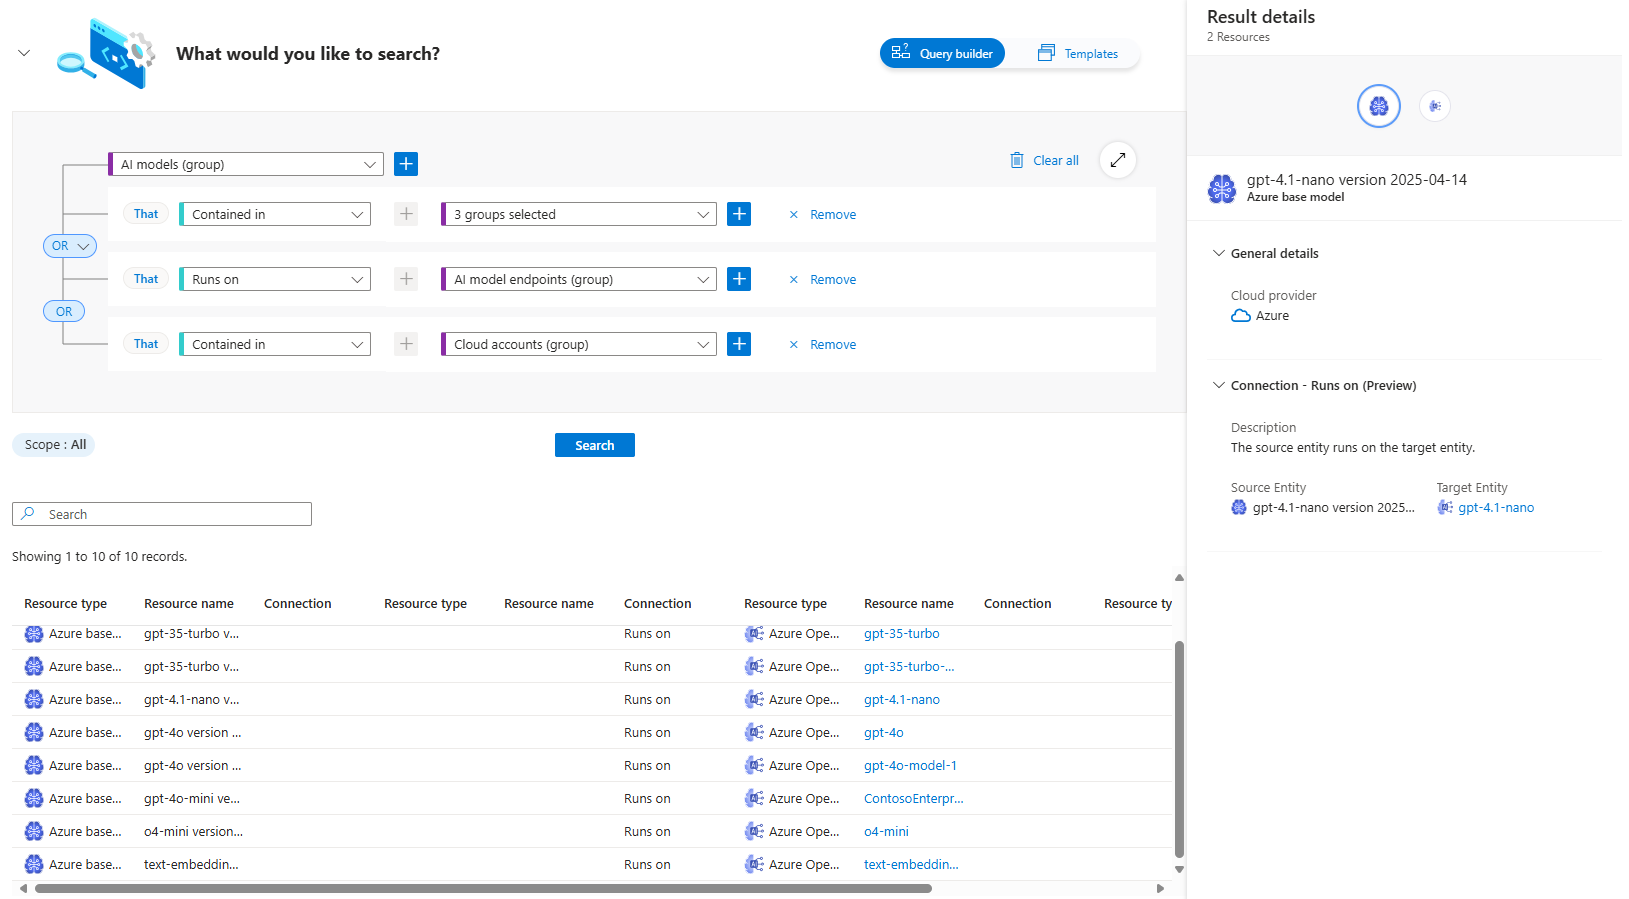 What would you like to search?
Query builder
Templates
AI models (group)
Clear all
That
Contained in
3 groups selected
Remove
OR
That
Runs on
AI model endpoints (group)
Remove
OR
That
Contained in
Cloud accounts (group)
Remove
Scope : All
Search
Search
Showing 1 to 10 of 10 records.
Resource type Resource name Connection Resource type Resource name Connection Resource type Resource name Connection Resource ty
Azure base... gpt-35-turbo v... Runs on Azure Ope... gpt-35-turbo
Azure base... gpt-35-turbo v... Runs on Azure Ope... gpt-35-turbo-...
Azure base... gpt-4.1-nano v... Runs on Azure Ope... gpt-4.1-nano
Azure base... gpt-4o version ... Runs on Azure Ope... gpt-4o
Azure base... gpt-4o version ... Runs on Azure Ope... gpt-4o-model-1
Azure base... gpt-4o-mini ve... Runs on Azure Ope... ContosoEnterpr...
Azure base... o4-mini version... Runs on Azure Ope... o4-mini
Azure base... text-embeddin... Runs on Azure Ope... text-embeddin...
Result details
2 Resources
gpt-4.1-nano version 2025-04-14
Azure base model
General details
Cloud provider
Azure
Connection - Runs on (Preview)
Description
The source entity runs on the target entity.
Source Entity Target Entity
gpt-4.1-nano version 2025... gpt-4.1-nano